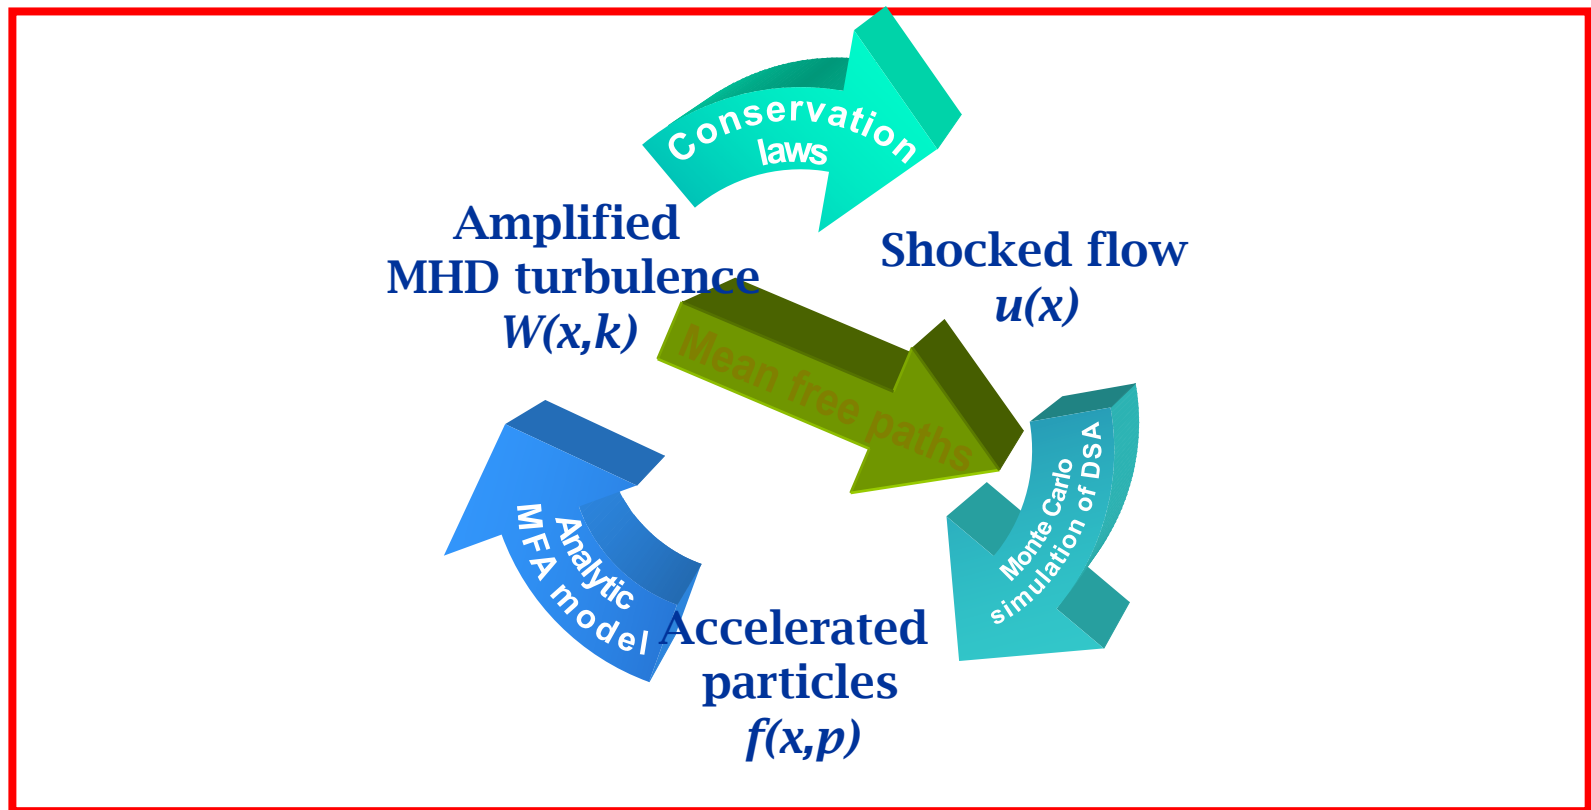 Conservation
laws
Amplified
MHD turbulence
W(x,k)
Shocked flow
u(x)
Mean free paths
Monte Carlo
simulation of DSA
Analytic
MFA model
Accelerated
particles
f(x,p)